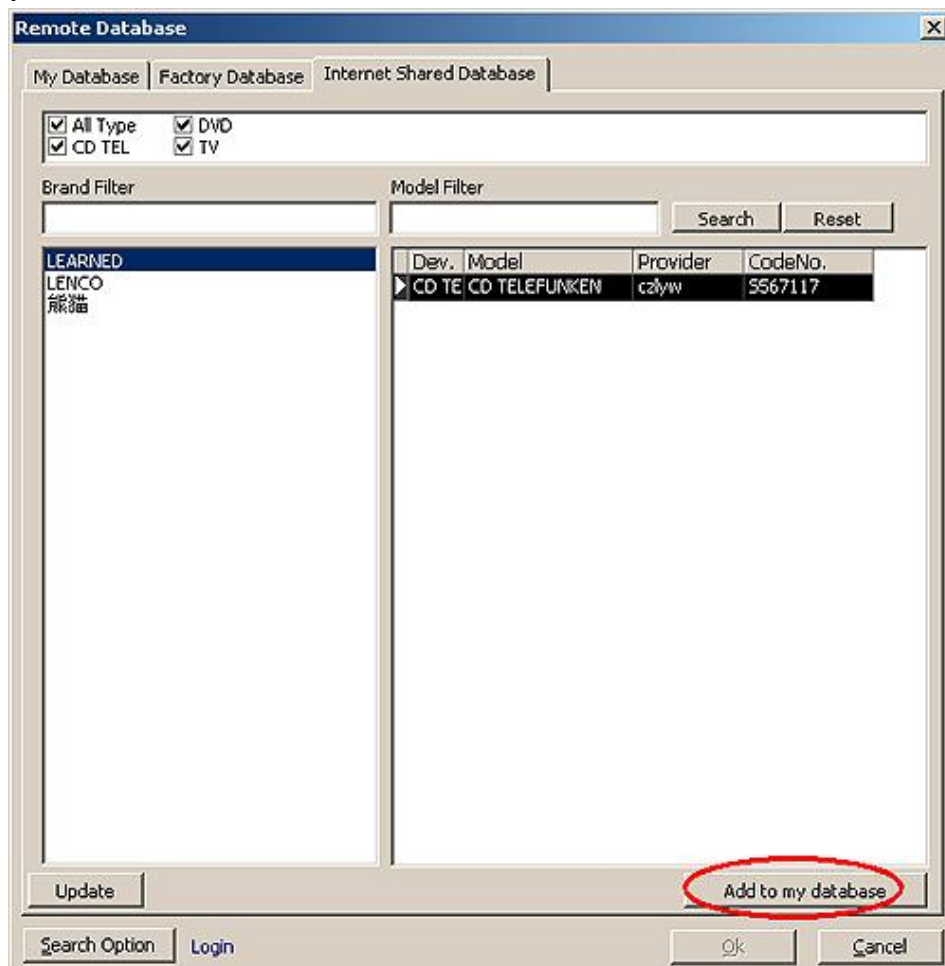 Remote Database
My Database Factory Database Internet Shared Database
All Type DVD
CD TEL TV
Brand Filter Model Filter
Search Reset
LEARNED
LENCO
熊猫
Dev. Model Provider CodeNo.
CD TE CD TELEFUNKEN czlyw S567117
Update Add to my database
Search Option Login Ok Cancel